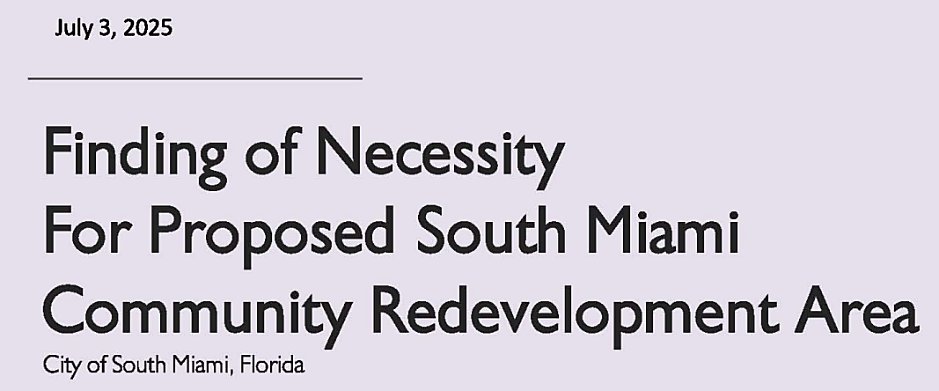 July 3, 2025
Finding of Necessity
For Proposed South Miami
Community Redevelopment Area
City of South Miami, Florida